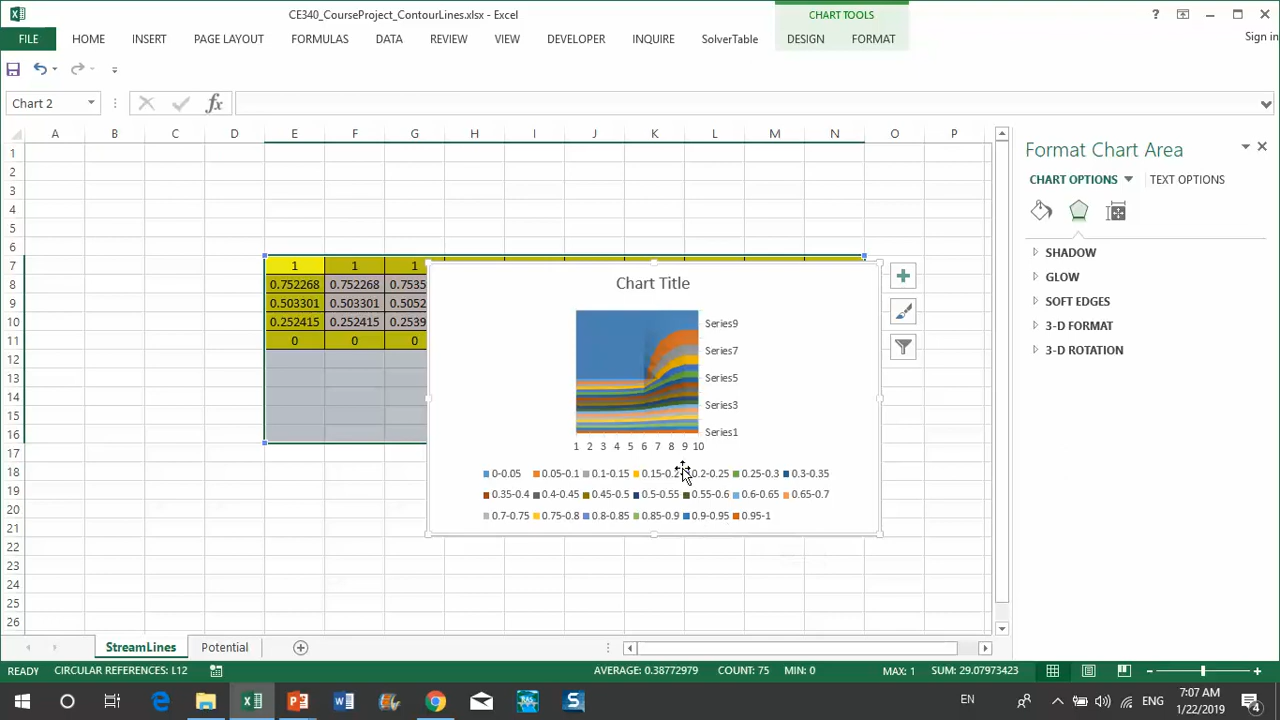 CE340_CourseProject_ContourLines.xlsx - Excel
CHART TOOLS
?
FILE HOME INSERT PAGE LAYOUT FORMULAS DATA REVIEW VIEW DEVELOPER INQUIRE SolverTable DESIGN FORMAT
Sign in
Chart 2
fx
A B C D E F G H I J K L M N O P
1
2
3
4
5
6
7 1 1 1
8 0.752268 0.752268 0.7535
9 0.503301 0.503301 0.5052
10 0.252415 0.252415 0.2539
11 0 0 0
12
13
14
15
16
17
18
19
20
21
22
23
24
25
26
Chart Title
Series9
Series7
Series5
Series3
Series1
1 2 3 4 5 6 7 8 9 10
0-0.05 0.05-0.1 0.1-0.15 0.15-0.2 0.2-0.25 0.25-0.3 0.3-0.35
0.35-0.4 0.4-0.45 0.45-0.5 0.5-0.55 0.55-0.6 0.6-0.65 0.65-0.7
0.7-0.75 0.75-0.8 0.8-0.85 0.85-0.9 0.9-0.95 0.95-1
Format Chart Area
CHART OPTIONS TEXT OPTIONS
SHADOW
GLOW
SOFT EDGES
3-D FORMAT
3-D ROTATION
StreamLines Potential
READY CIRCULAR REFERENCES: L12 AVERAGE: 0.38772979 COUNT: 75 MIN: 0 MAX: 1 SUM: 29.07973423
EN ENG 7:07 AM
1/22/2019
4